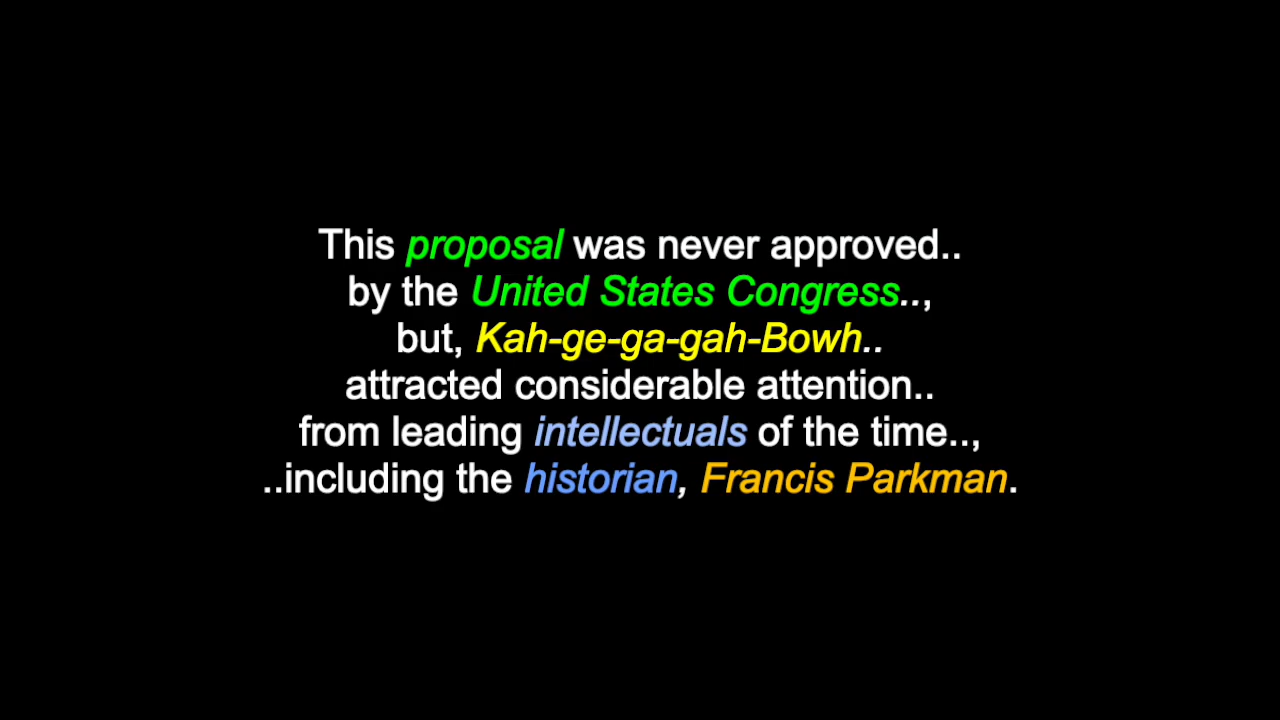 This proposal was never approved..
by the United States Congress..,
but, Kah-ge-ga-gah-Bowh..
attracted considerable attention..
from leading intellectuals of the time..,
..including the historian, Francis Parkman.